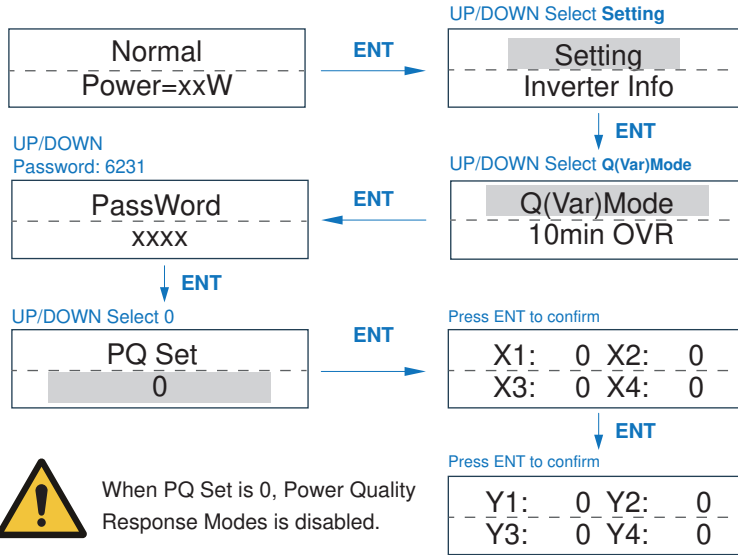 UP/DOWN Select Setting
Normal
Power=xxW
ENT
Setting
Inverter Info
ENT
UP/DOWN Select Q(Var)Mode
Q(Var)Mode
10min OVR
ENT
UP/DOWN
Password: 6231
PassWord
xxxx
ENT
UP/DOWN Select 0
PQ Set
0
ENT
Press ENT to confirm
X1: 0 X2: 0
X3: 0 X4: 0
ENT
Press ENT to confirm
Y1: 0 Y2: 0
Y3: 0 Y4: 0
When PQ Set is 0, Power Quality
Response Modes is disabled.